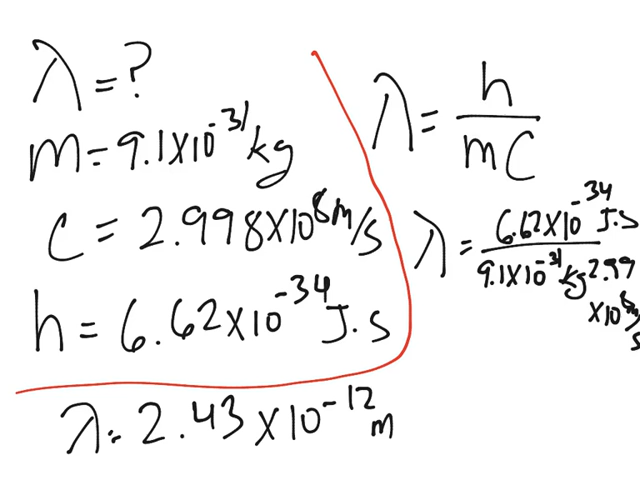 λ = ?
m = 9.1X10^-31 kg
C = 2.998X10^8 m/s
h = 6.62X10^-34 J.s
λ = h/mC
λ = 6.62X10^-34 J.S / 9.1X10^-31 kg 2.99 X10^8 m/s
λ = 2.43 X10^-12 m